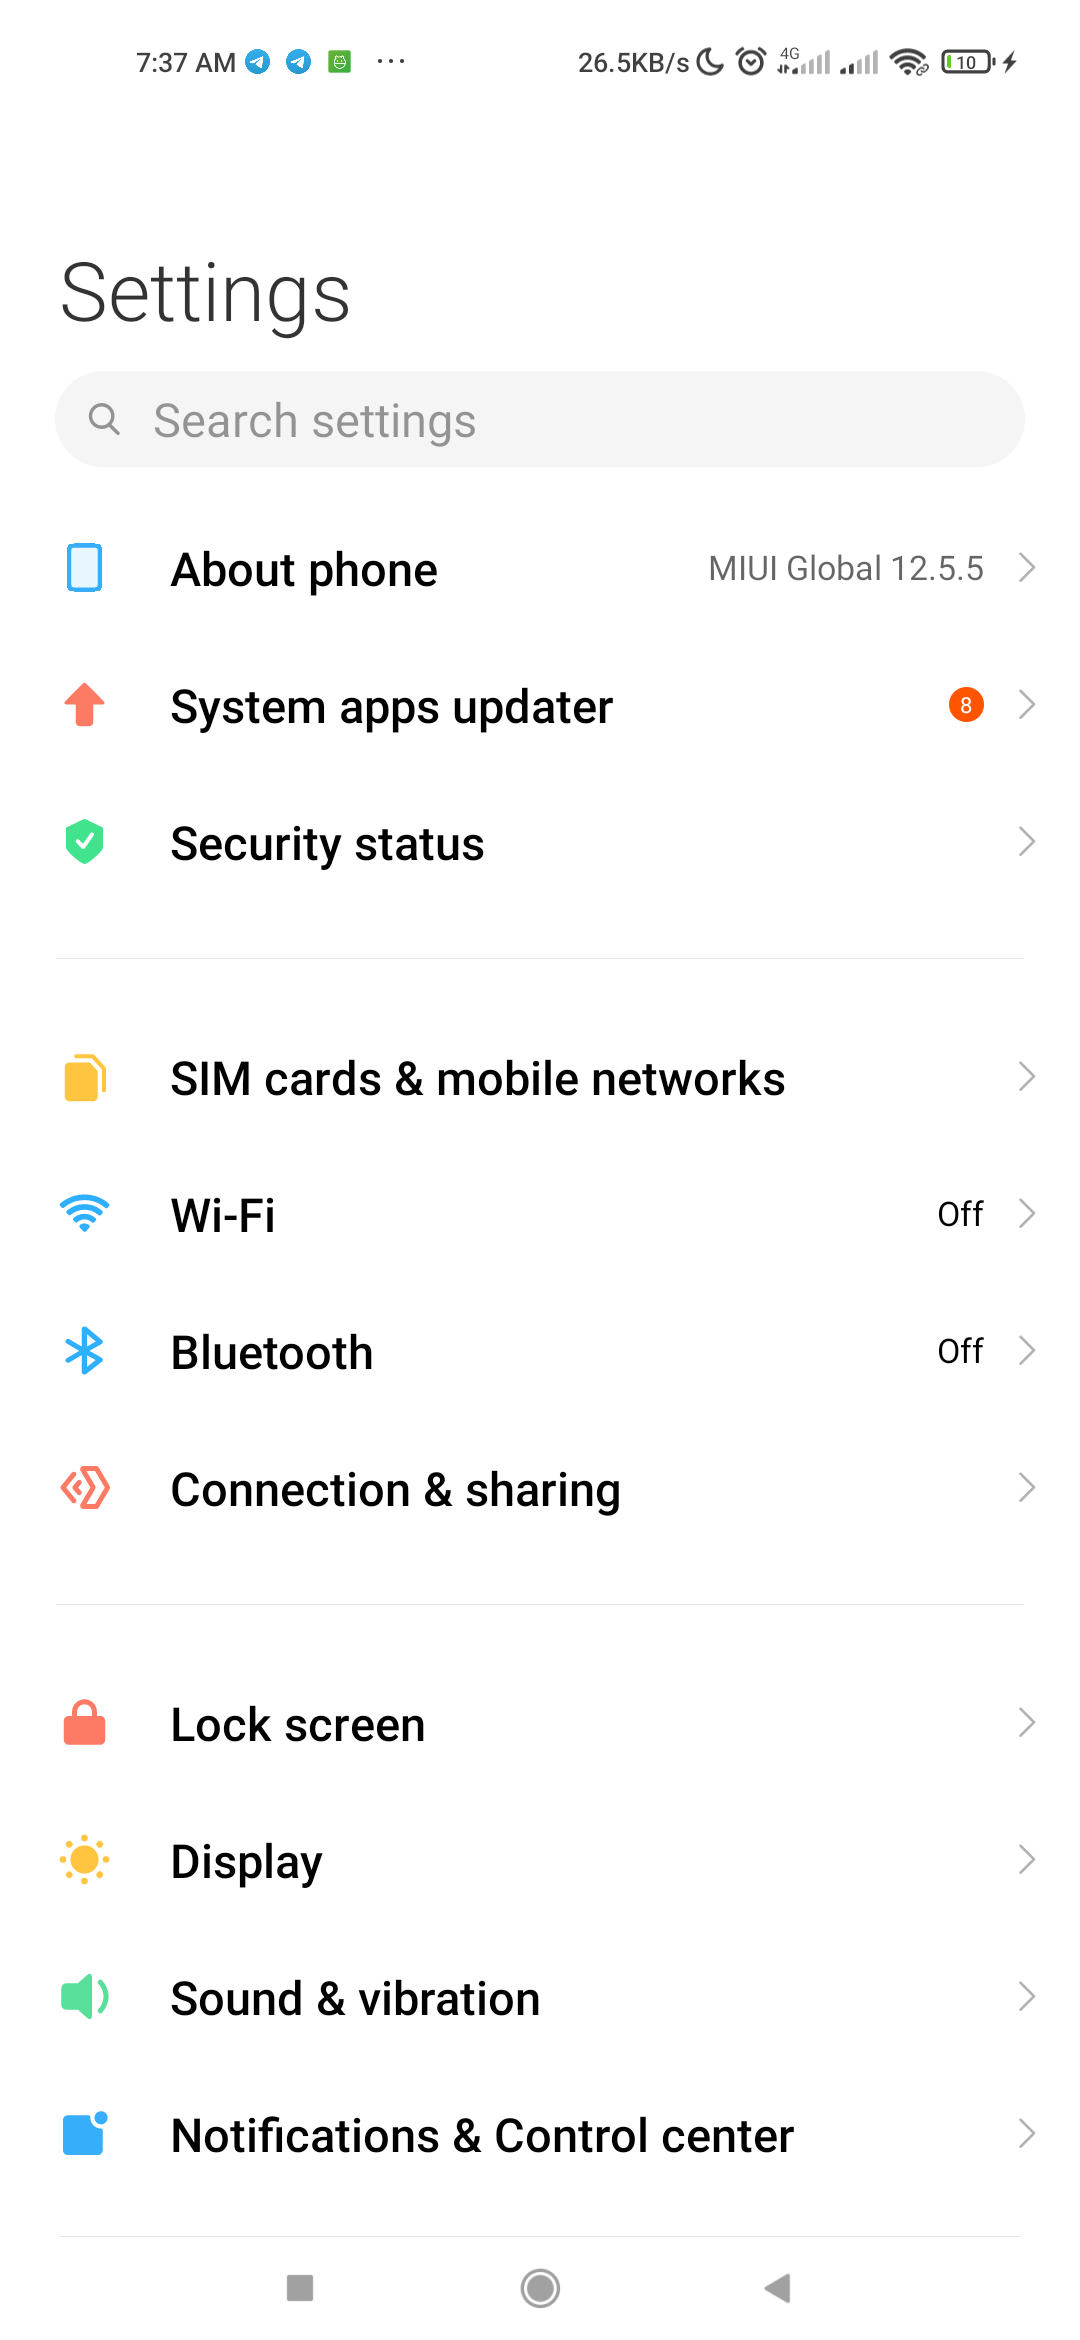 7:37 AM ... 26.5KB/s 4G 10
Settings
Search settings
About phone MIUI Global 12.5.5
System apps updater 8
Security status
SIM cards & mobile networks
Wi-Fi Off
Bluetooth Off
Connection & sharing
Lock screen
Display
Sound & vibration
Notifications & Control center